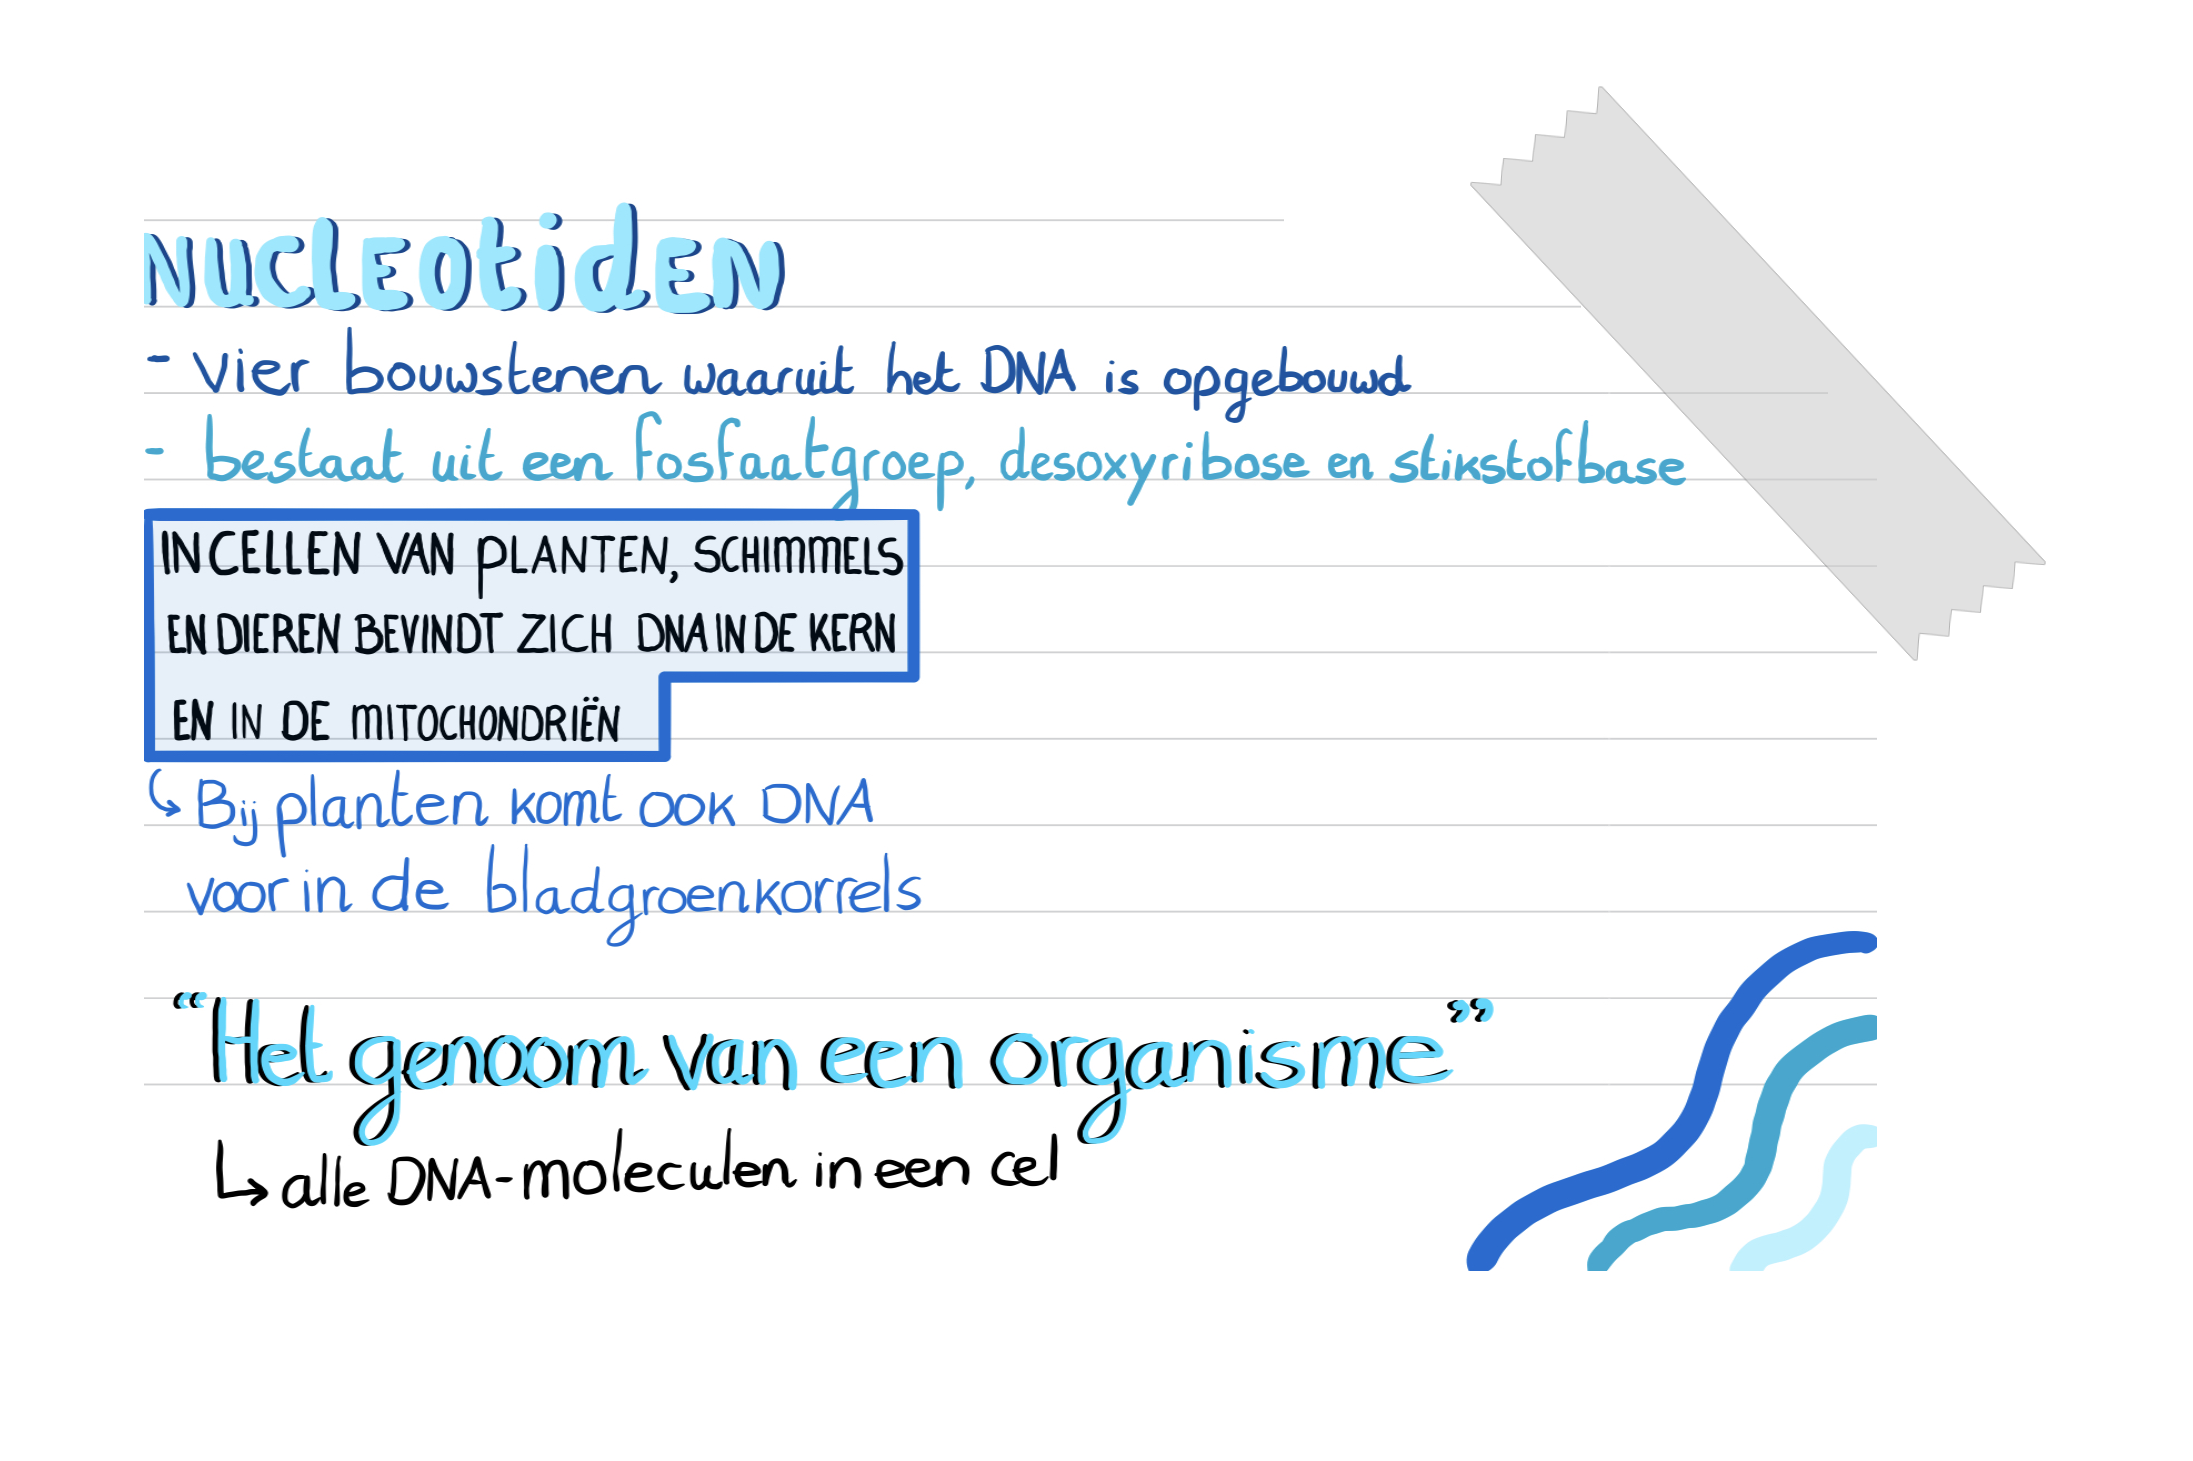 NUCLEOTIDEN
- vier bouwstenen waaruit het DNA is opgebouwd
- bestaat uit een fosfaatgroep, desoxyribose en stikstofbase
IN CELLEN VAN PLANTEN, SCHIMMELS
EN DIEREN BEVINDT ZICH DNA IN DE KERN
EN IN DE MITOCHONDRIËN
↳ Bij planten komt ook DNA
voor in de bladgroenkorrels
“Het genoom van een organisme”
↳ alle DNA-moleculen in een cel